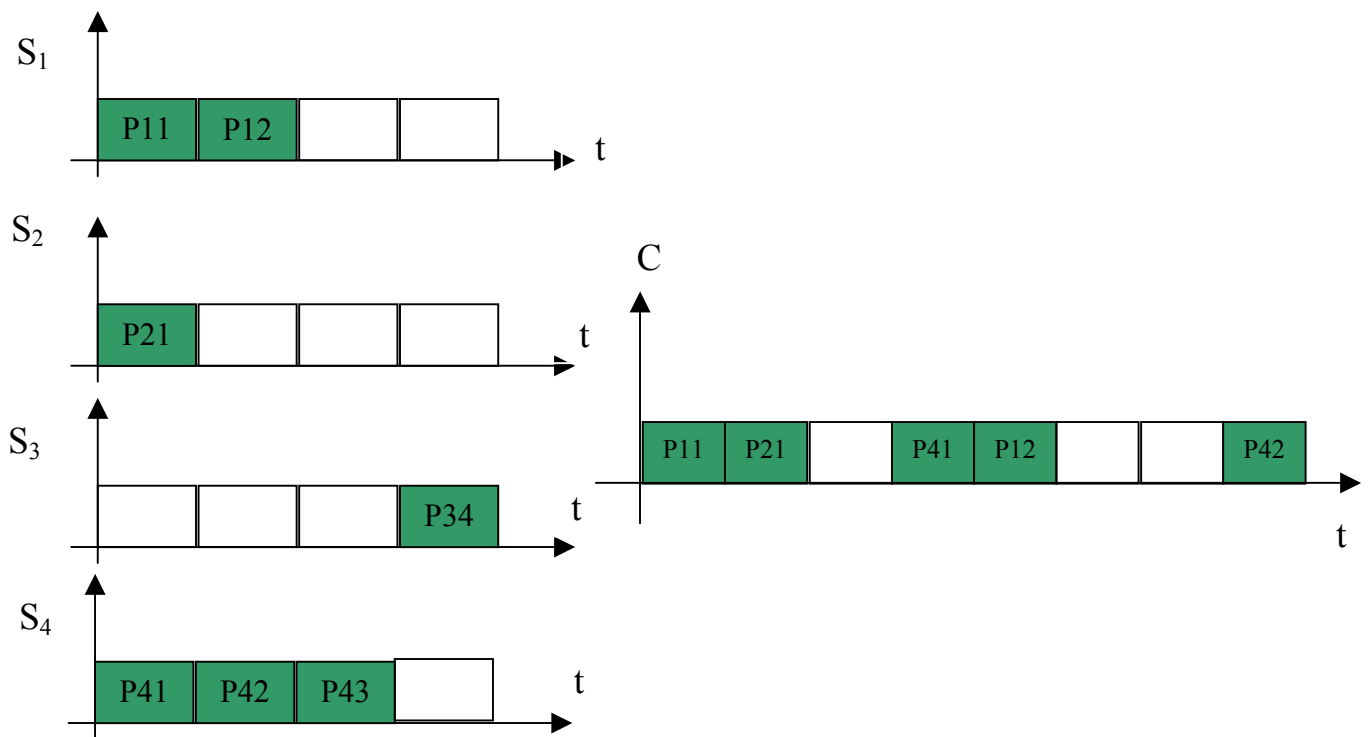 S₁
P11 P12
t
S₂
P21
t
S₃
P34
t
S₄
P41 P42 P43
t
C
P11 P21 P41 P12 P42
t